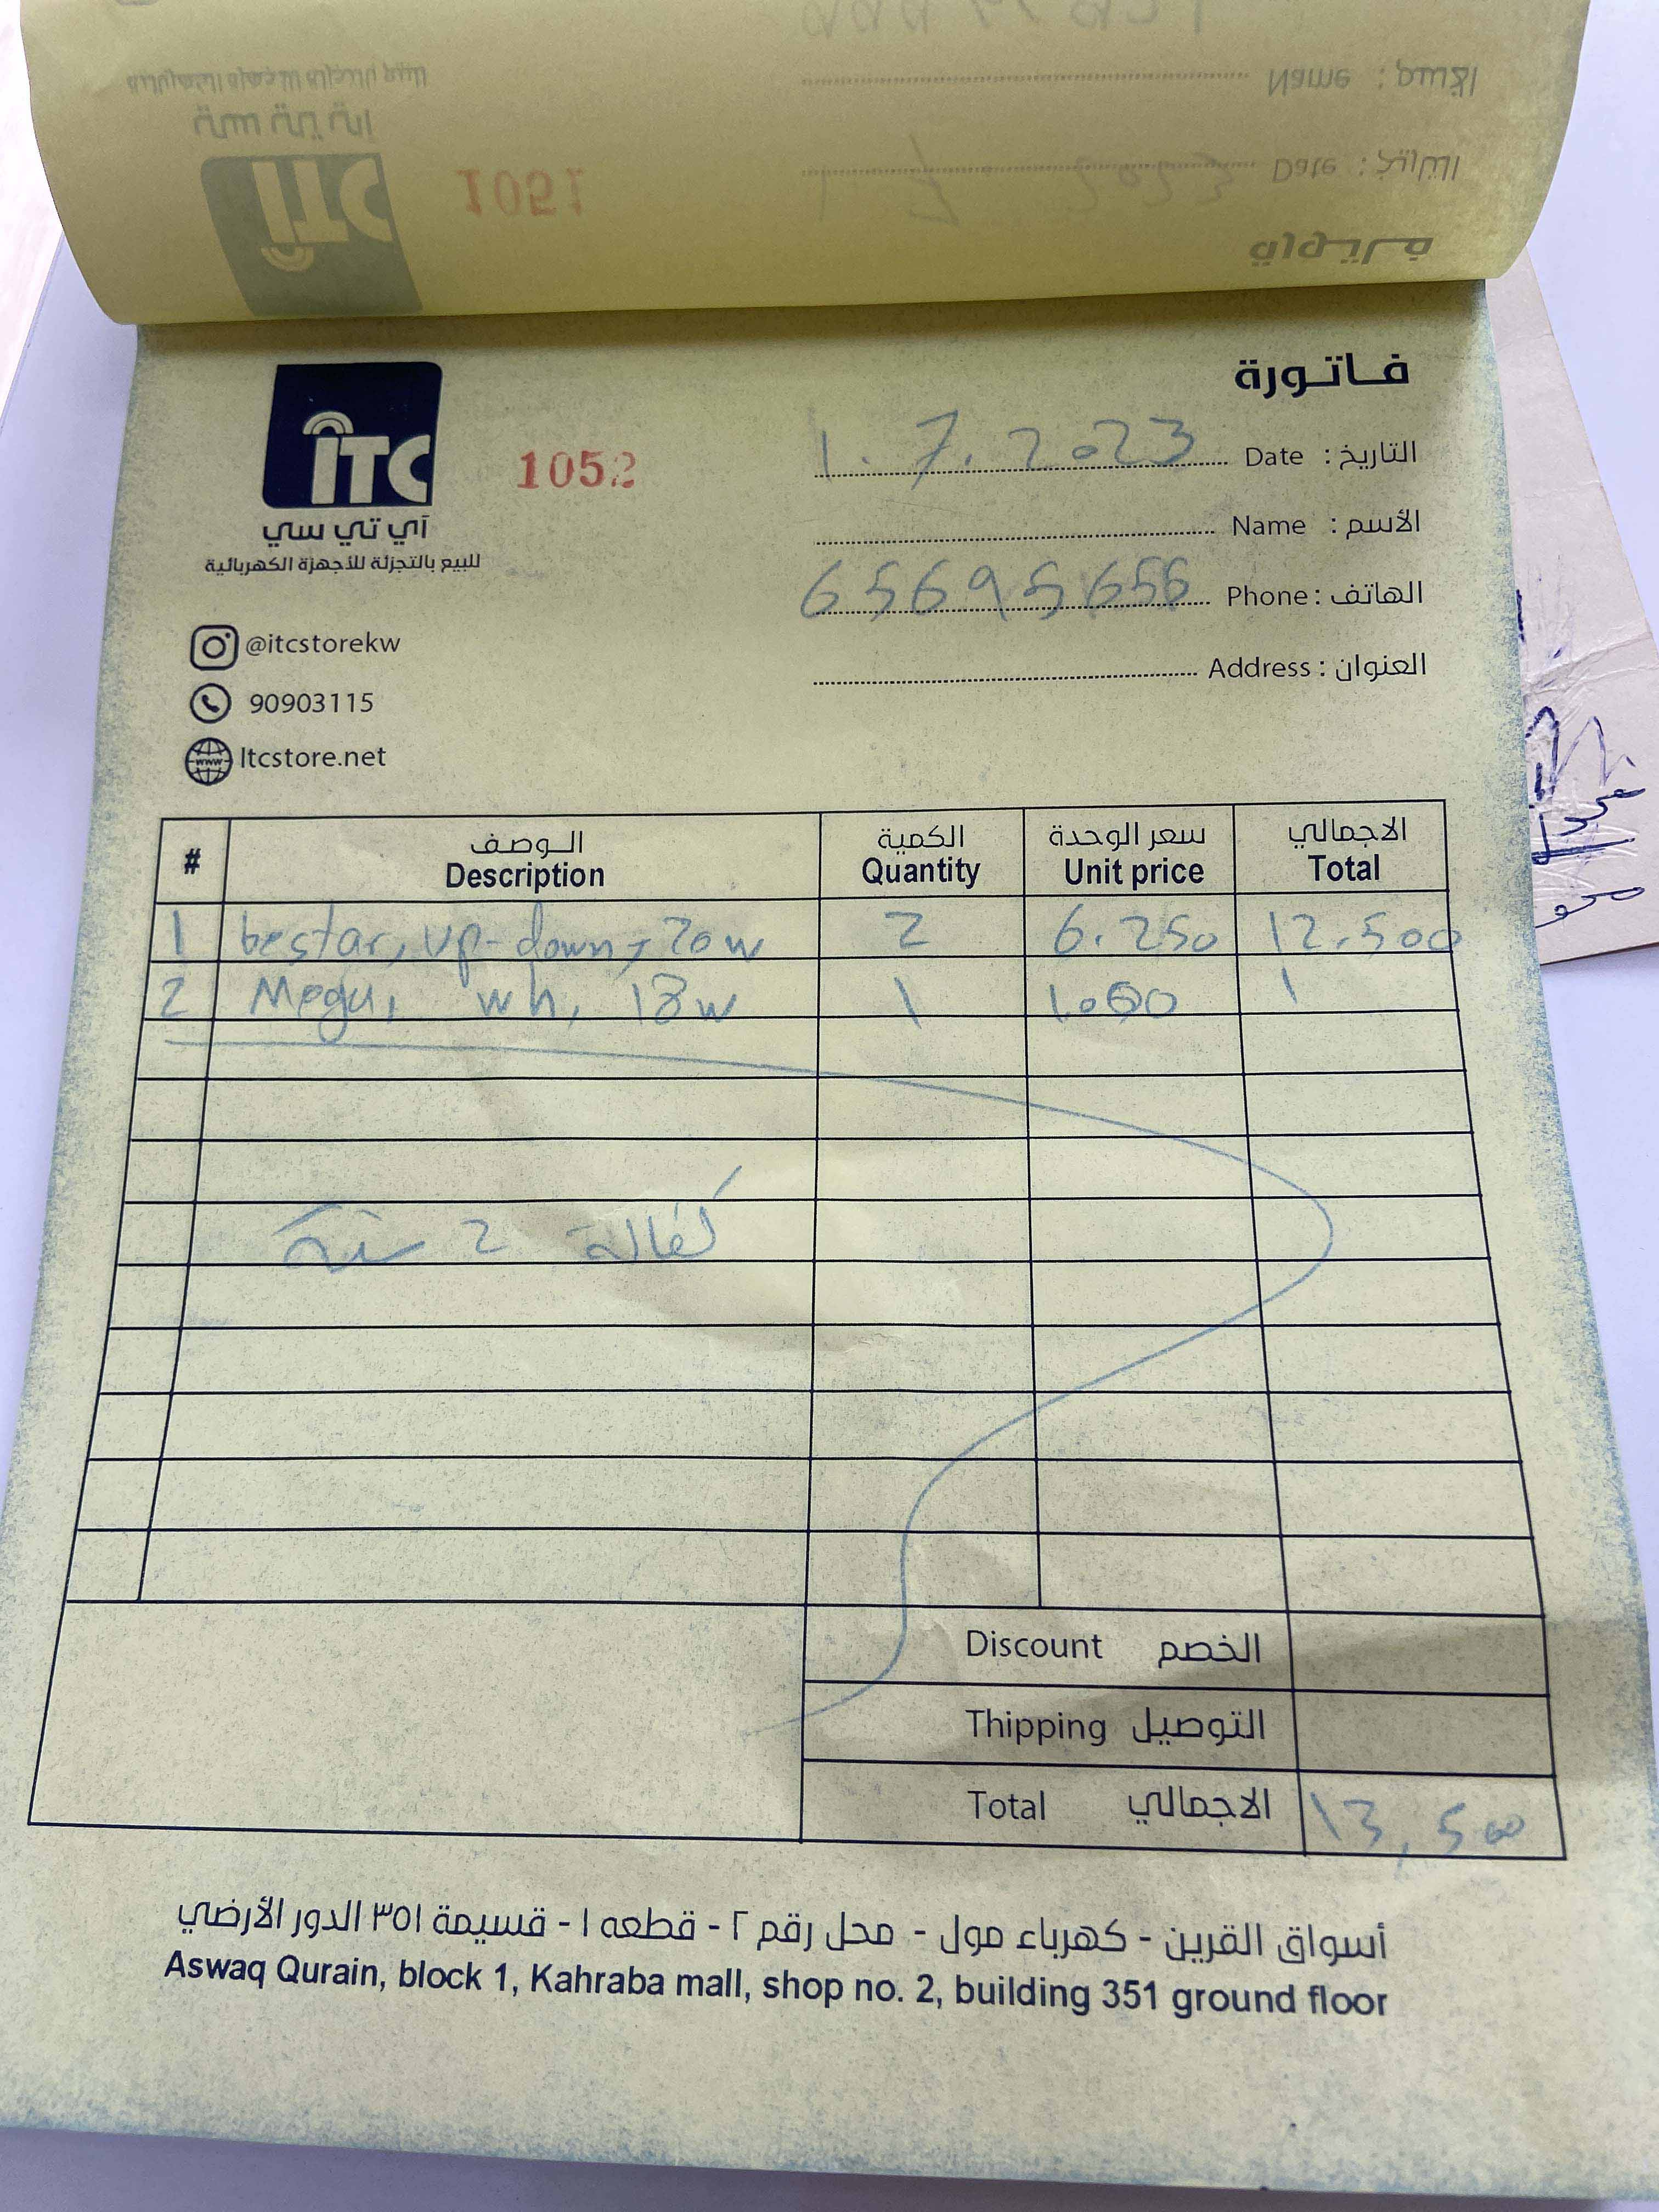 فاتورة
ITC
آي تي سي
للبيع بالتجزئة للأجهزة الكهربائية
1052
التاريخ : Date 1.7.2023
الأسم : Name
الهاتف : Phone 65695656
العنوان : Address
@itcstorekw
90903115
Itcstore.net
# الـوصـف الكمية سعر الوحدة الاجمالي
Description Quantity Unit price Total
1 bestar, up-down, 20w 2 6.250 12.500
2 Mega, wh, 18w 1 1.000 1
كفالة 2 سنة
Discount الخصم
Thipping التوصيل
Total الاجمالي 13,500
أسواق القرين - كهرباء مول - محل رقم ٢ - قطعه ١ - قسيمة ٣٥١ الدور الأرضي
Aswaq Qurain, block 1, Kahraba mall, shop no. 2, building 351 ground floor